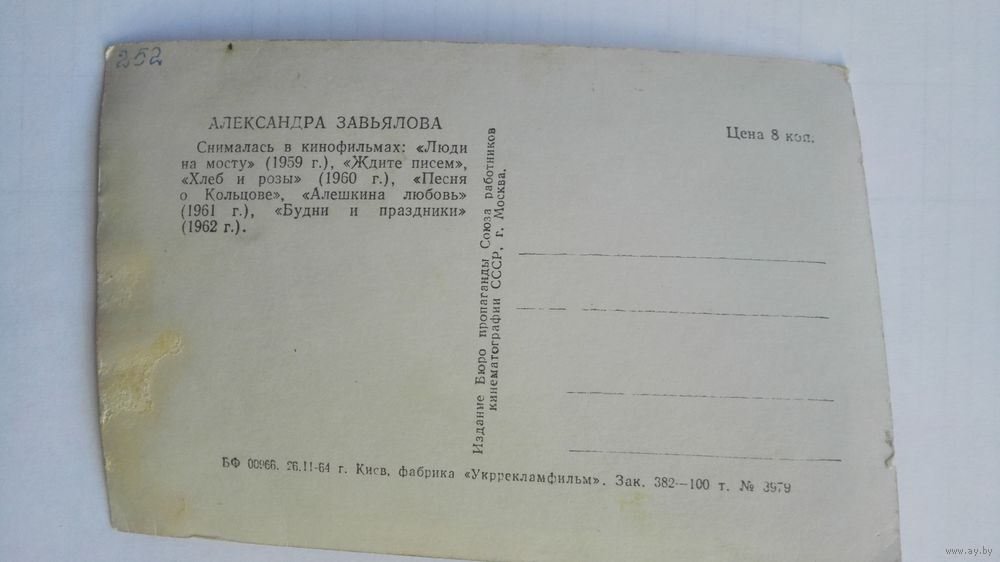 252
АЛЕКСАНДРА ЗАВЬЯЛОВА
Снималась в кинофильмах: «Люди
на мосту» (1959 г.), «Ждите писем»,
«Хлеб и розы» (1960 г.), «Песня
о Кольцове», «Алешкина любовь»
(1961 г.), «Будни и праздники»
(1962 г.).
Издание Бюро пропаганды Союза работников
кинематографии СССР, г. Москва.
Цена 8 коп.
БФ 00966. 26.II-64 г. Киев, фабрика «Укррекламфильм». Зак. 382—100 т. № 3979
www.ay.by